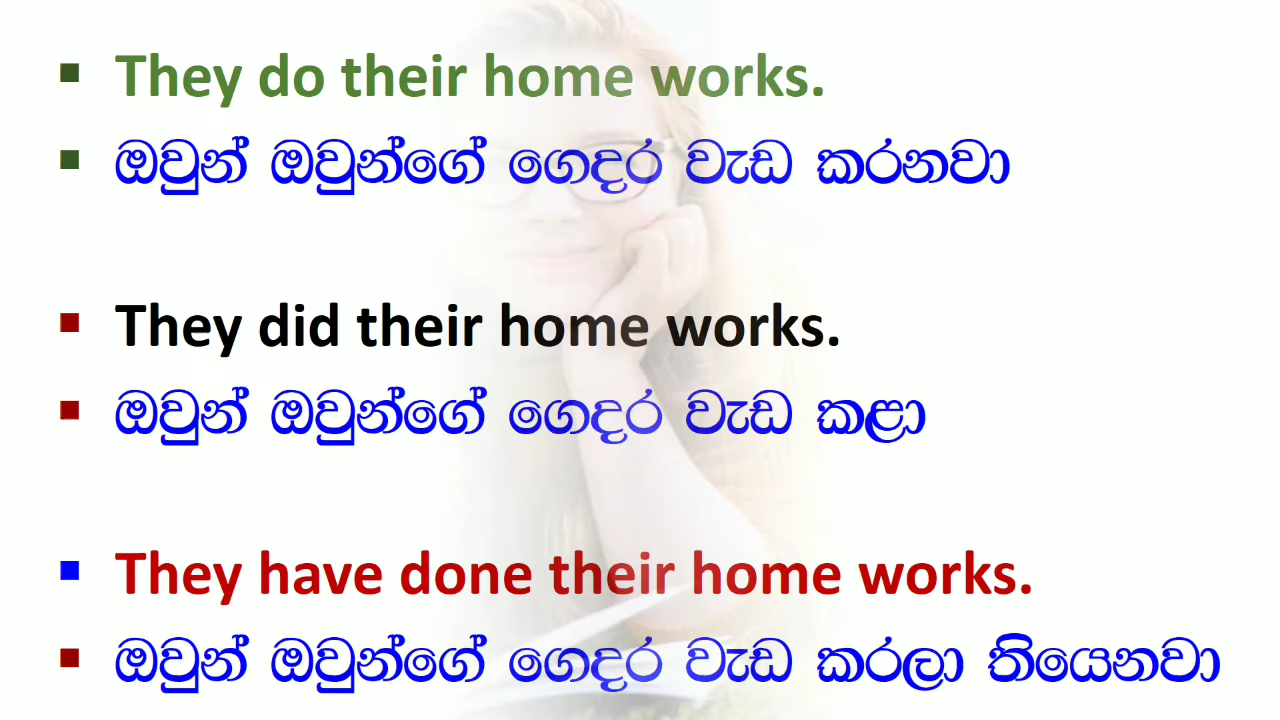 They do their home works.
ඔවුන් ඔවුන්ගේ ගෙදර වැඩ කරනවා
They did their home works.
ඔවුන් ඔවුන්ගේ ගෙදර වැඩ කළා
They have done their home works.
ඔවුන් ඔවුන්ගේ ගෙදර වැඩ කරලා තියෙනවා